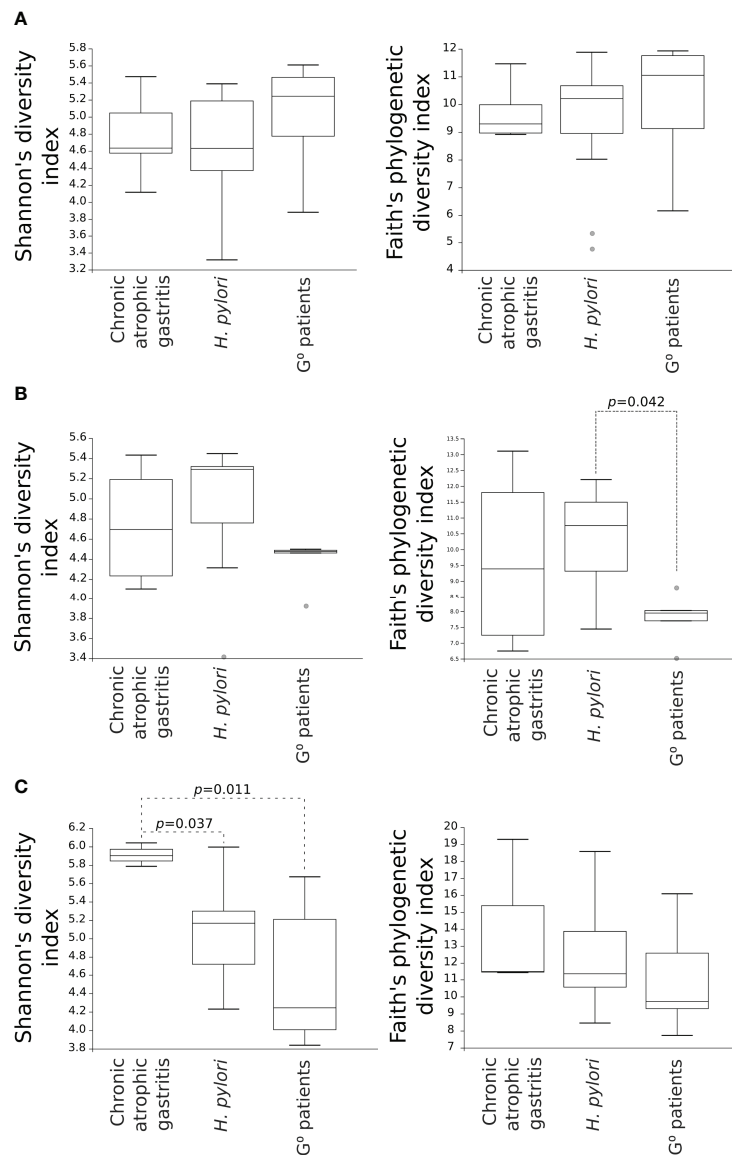 A
Shannon's diversity
index
5.8
5.6
5.4
5.2
5.0
4.8
4.6
4.4
4.2
4.0
3.8
3.6
3.4
3.2
Chronic
atrophic
gastritis
H. pylori
Gº patients
Faith's phylogenetic
diversity index
12
11
10
9
8
7
6
5
4
Chronic
atrophic
gastritis
H. pylori
Gº patients
B
Shannon's diversity
index
5.6
5.4
5.2
5.0
4.8
4.6
4.4
4.2
4.0
3.8
3.6
3.4
Chronic
atrophic
gastritis
H. pylori
Gº patients
p=0.042
Faith's phylogenetic
diversity index
13.5
13.0
12.5
12.0
11.5
11.0
10.5
10.0
9.5
9.0
8.5
8.0
7.5
7.0
6.5
Chronic
atrophic
gastritis
H. pylori
Gº patients
C
p=0.011
p=0.037
Shannon's diversity
index
6.2
6.0
5.8
5.6
5.4
5.2
5.0
4.8
4.6
4.4
4.2
4.0
3.8
Chronic
atrophic
gastritis
H. pylori
Gº patients
Faith's phylogenetic
diversity index
20
19
18
17
16
15
14
13
12
11
10
9
8
7
Chronic
atrophic
gastritis
H. pylori
Gº patients